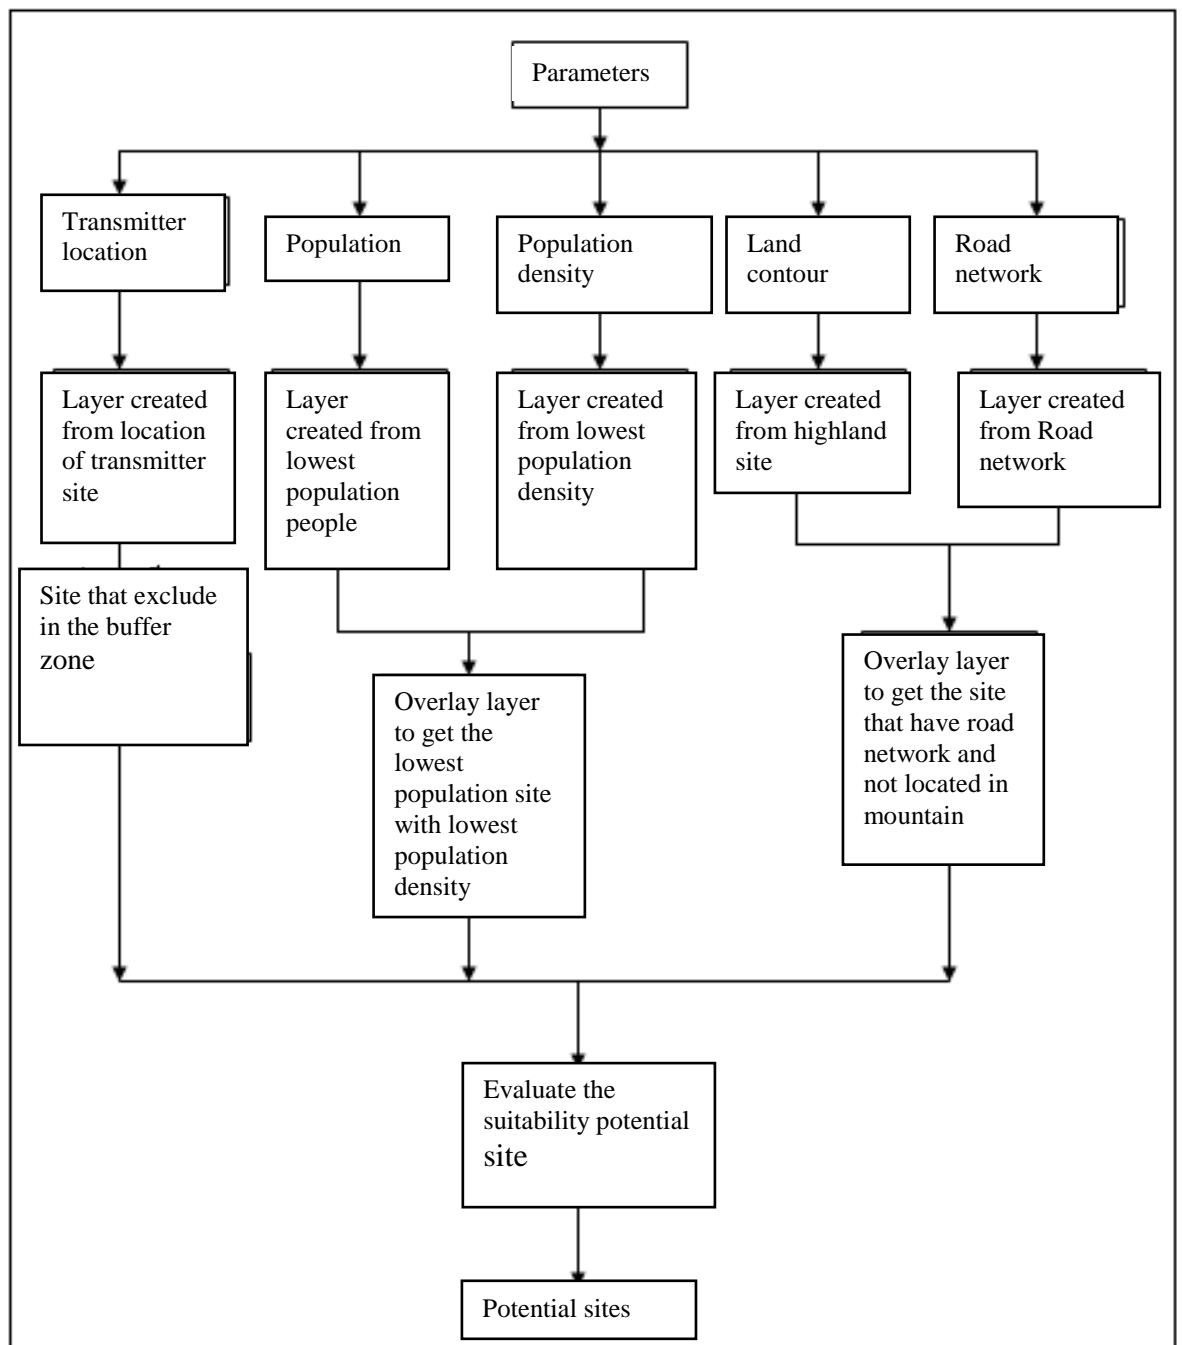 Parameters
Transmitter
location
Population
Population
density
Land
contour
Road
network
Layer created
from location
of transmitter
site
Layer
created from
lowest
population
people
Layer created
from lowest
population
density
Layer created
from highland
site
Layer created
from Road
network
Site that exclude
in the buffer
zone
Overlay layer
to get the
lowest
population site
with lowest
population
density
Overlay layer
to get the site
that have road
network and
not located in
mountain
Evaluate the
suitability potential
site
Potential sites